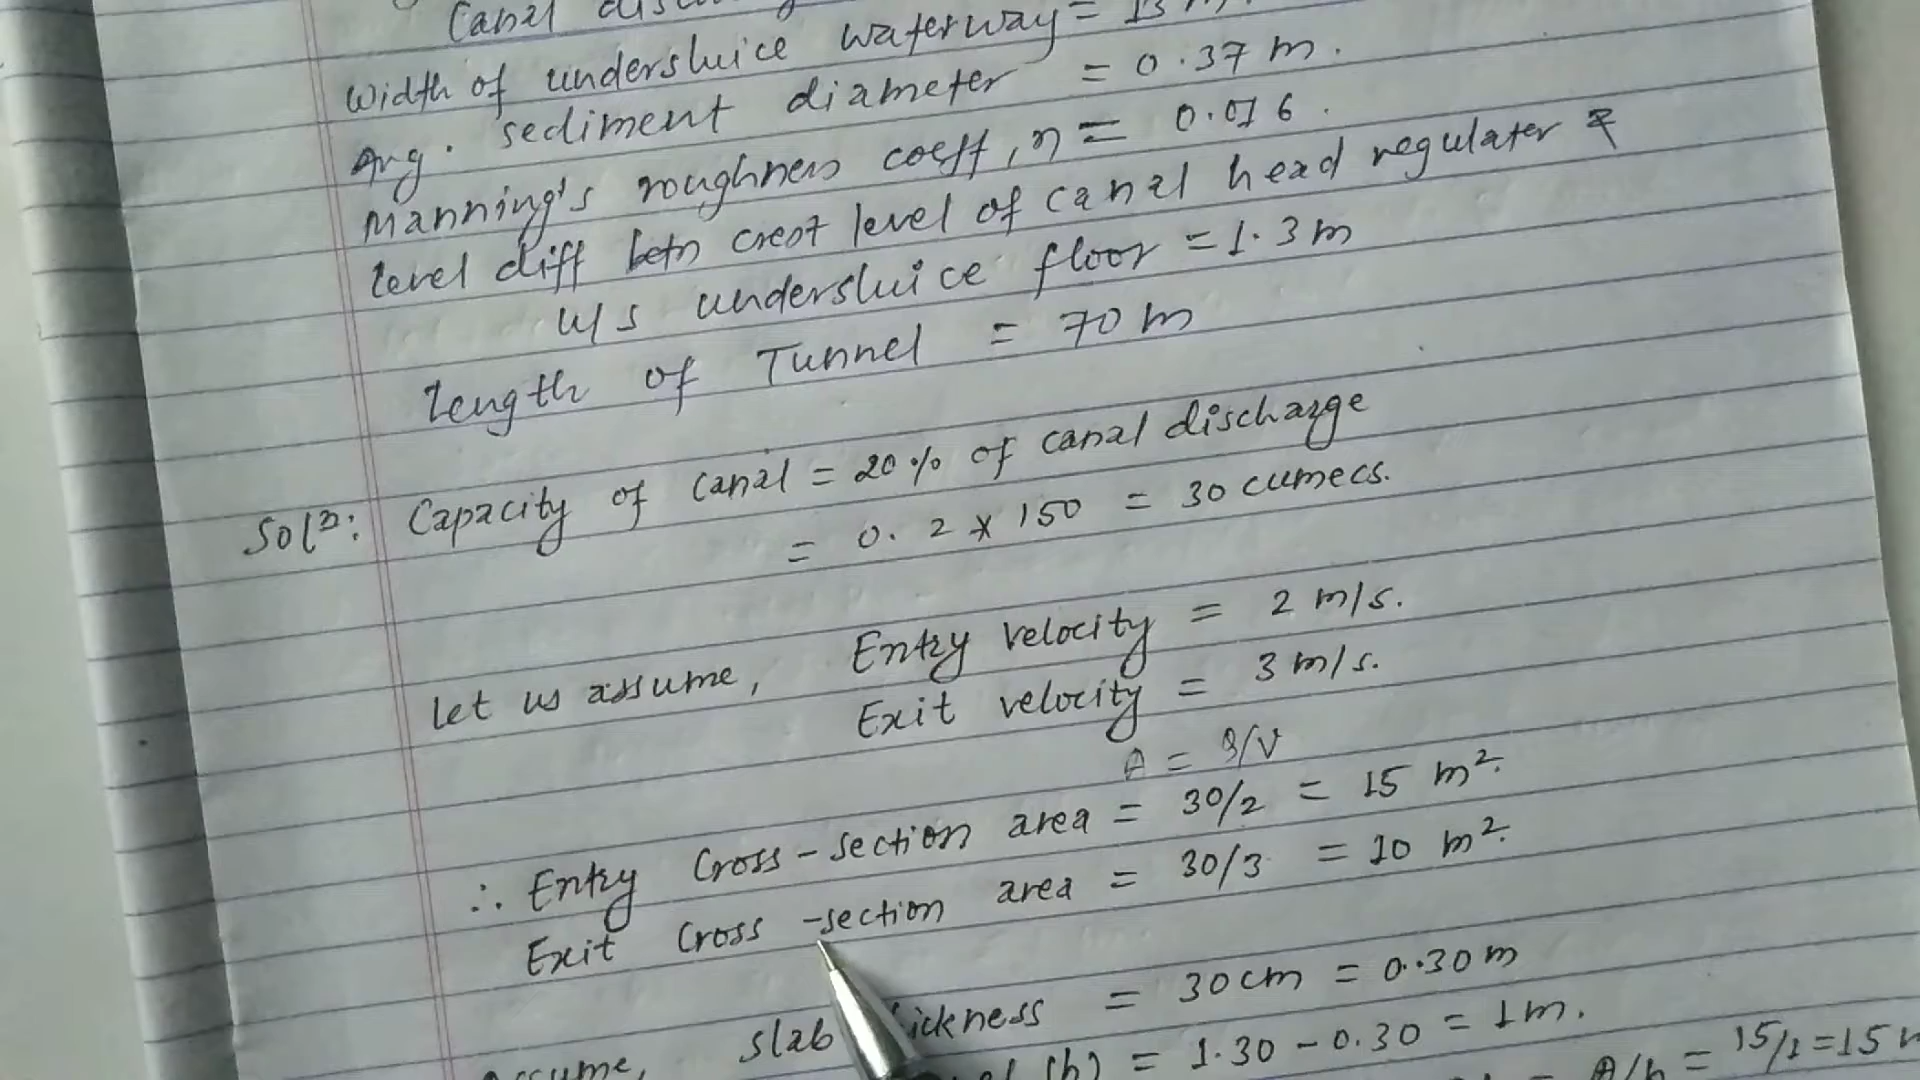 Canal
Width of undersluice waterway = 15 m
Avg. sediment diameter = 0.37 m.
Manning's roughness coeff, n = 0.016.
level diff betn crest level of canal head regulater &
u/s undersluice floor = 1.3 m
Length of Tunnel = 70 m
Solⁿ: Capacity of canal = 20% of canal discharge
= 0.2 x 150 = 30 cumecs.
let us assume, Entry velocity = 2 m/s.
Exit velocity = 3 m/s.
A = Q/V
∴ Entry Cross-section area = 30/2 = 15 m².
Exit Cross-section area = 30/3 = 10 m².
slab ickness = 30 cm = 0.30 m
(h) = 1.30 - 0.30 = 1 m.
A/h = 15/1 = 15